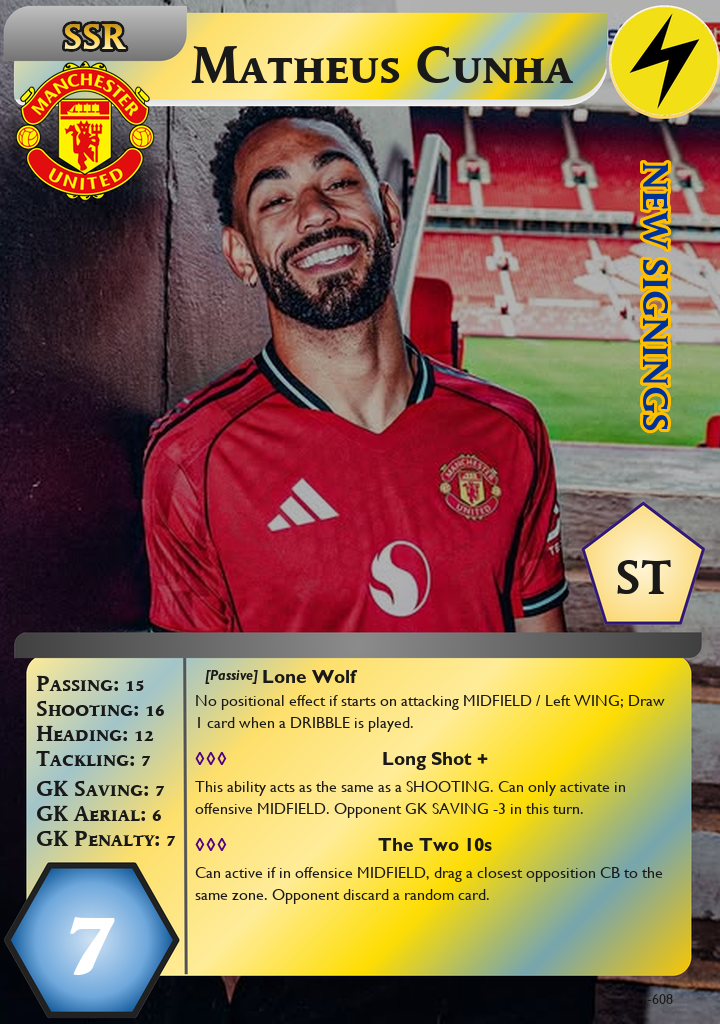 SSR
MATHEUS CUNHA
MANCHESTER
UNITED
NEW SIGNINGS
MANCHESTER
UNITED
ST
PASSING: 15
SHOOTING: 16
HEADING: 12
TACKLING: 7
GK SAVING: 7
GK AERIAL: 6
GK PENALTY: 7
7
[Passive] Lone Wolf
No positional effect if starts on attacking MIDFIELD / Left WING; Draw
1 card when a DRIBBLE is played.
◊◊◊ Long Shot +
This ability acts as the same as a SHOOTING. Can only activate in
offensive MIDFIELD. Opponent GK SAVING -3 in this turn.
◊◊◊ The Two 10s
Can active if in offensice MIDFIELD, drag a closest opposition CB to the
same zone. Opponent discard a random card.
-608